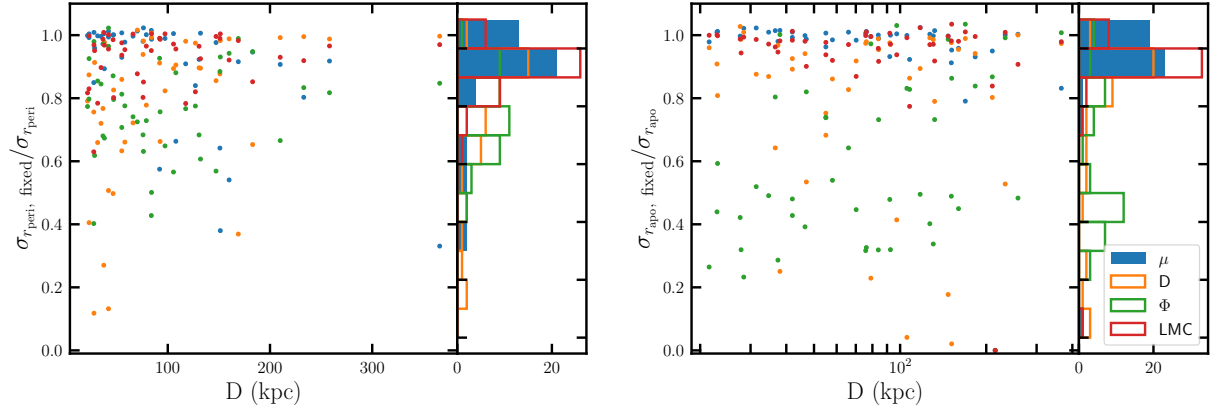 1.0
0.8
0.6
0.4
0.2
0.0
σ_{r_peri, fixed}/σ_{r_peri}
100
200
300
D (kpc)
0
20
1.0
0.8
0.6
0.4
0.2
0.0
σ_{r_apo, fixed}/σ_{r_apo}
10²
D (kpc)
0
20
μ
D
Φ
LMC